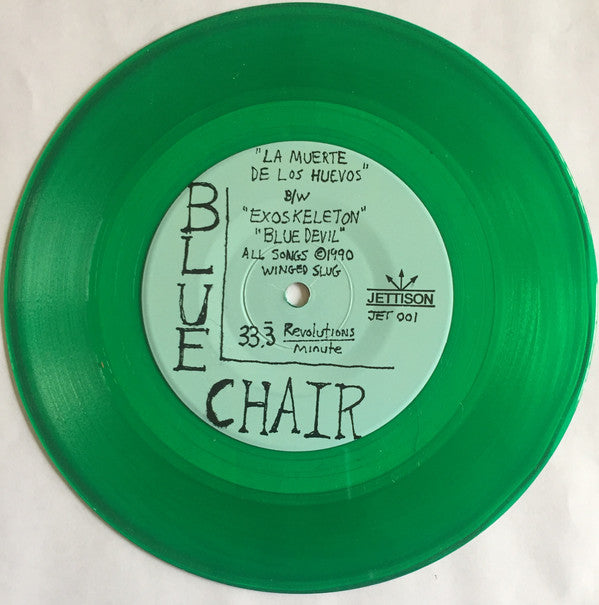 "LA MUERTE
DE LOS HUEVOS"
B/W
"EXOSKELETON"
"BLUE DEVIL"
ALL SONGS ©1990
WINGED SLUG
JETTISON
JET 001
33.3̅ Revolutions
Minute
BLUE
CHAIR